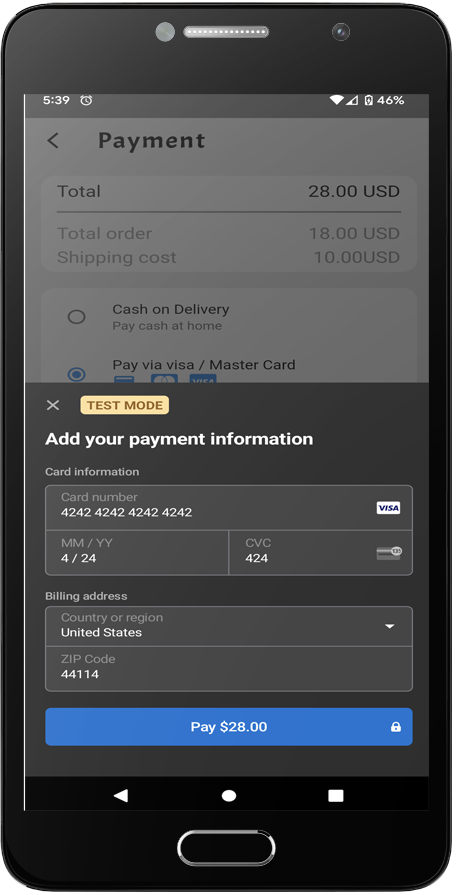 5:39 46%
Payment
Total 28.00 USD
Total order 18.00 USD
Shipping cost 10.00USD
Cash on Delivery
Pay cash at home
Pay via visa / Master Card
VISA
TEST MODE
Add your payment information
Card information
Card number
4242 4242 4242 4242 VISA
MM / YY CVC
4 / 24 424 135
Billing address
Country or region
United States
ZIP Code
44114
Pay $28.00